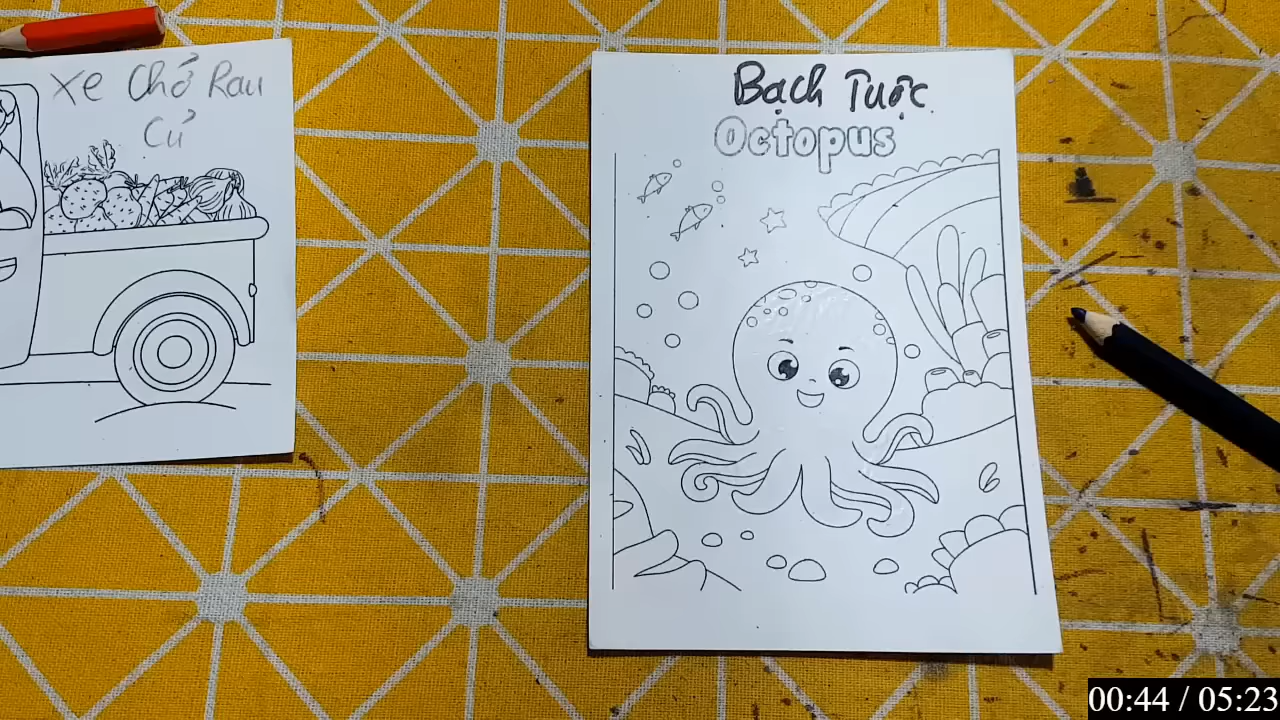 Xe Chở Rau
Củ
Bạch Tuộc
Octopus
00:44 / 05:23